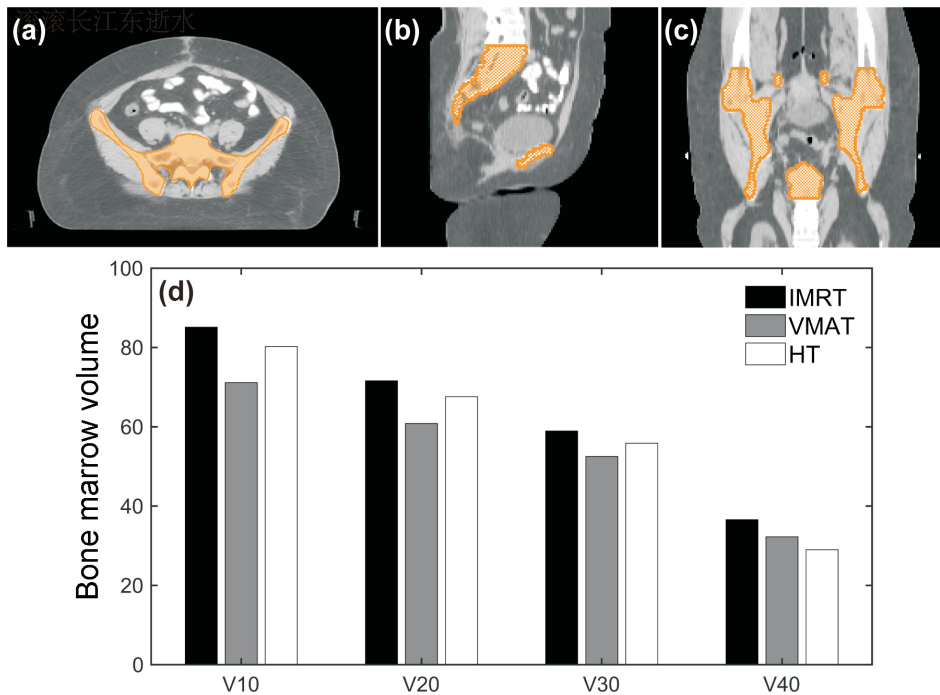 滚滚长江东逝水
(a)
(b)
(c)
(d)
Bone marrow volume
100
80
60
40
20
0
IMRT
VMAT
HT
V10
V20
V30
V40